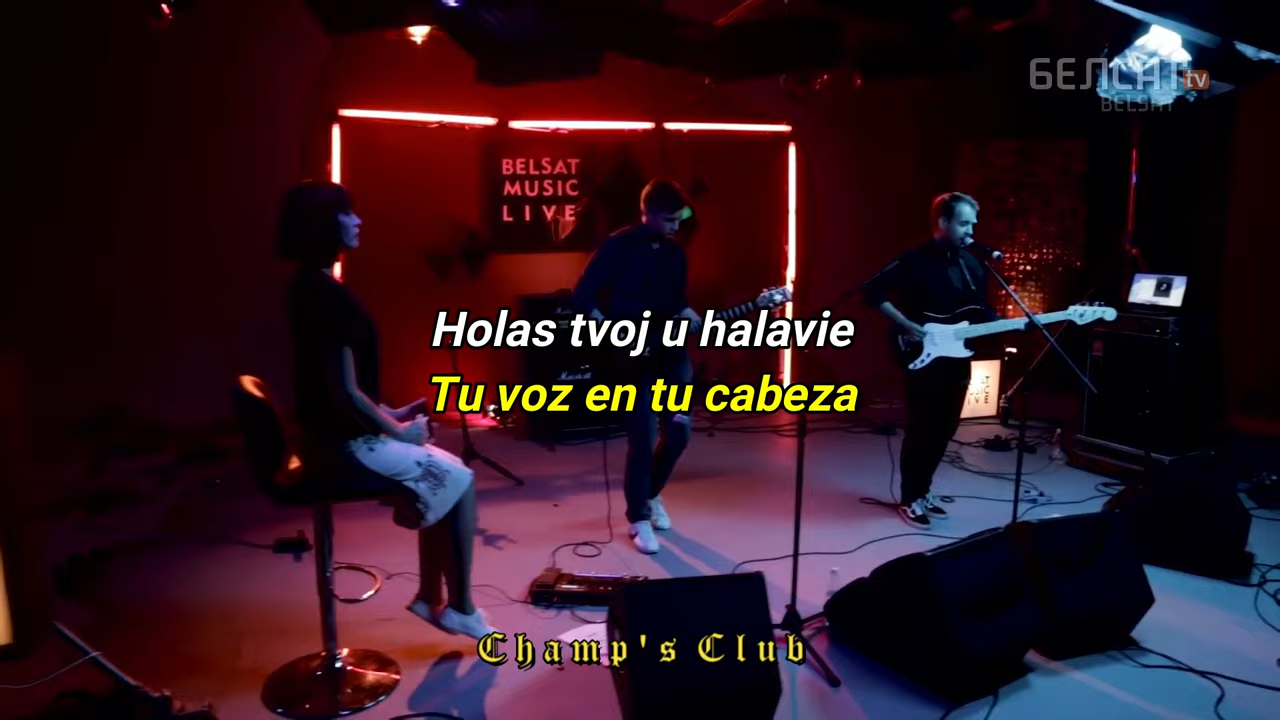 БЕЛСАТ tv
BELSAT
BELSAT
MUSIC
LIVE
Holas tvoj u halavie
Tu voz en tu cabeza
Champ's Club